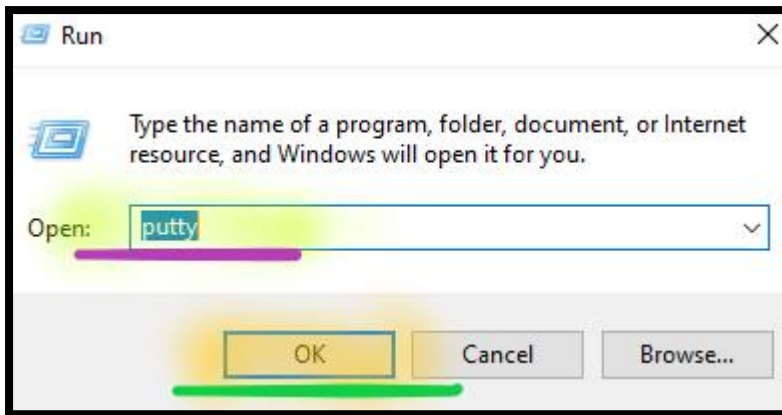 Run
Type the name of a program, folder, document, or Internet
resource, and Windows will open it for you.
Open: putty
OK Cancel Browse...